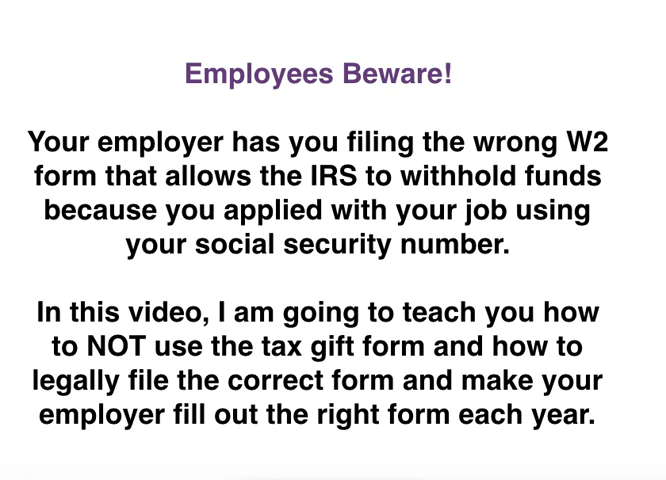 Employees Beware!
Your employer has you filing the wrong W2
form that allows the IRS to withhold funds
because you applied with your job using
your social security number.
In this video, I am going to teach you how
to NOT use the tax gift form and how to
legally file the correct form and make your
employer fill out the right form each year.